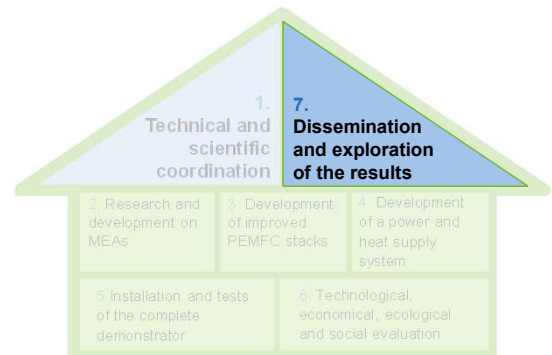 1.
Technical and
scientific
coordination
7.
Dissemination
and exploration
of the results
2. Research and
development on
MEAs
3. Development
of improved
PEMFC stacks
4. Development
of a power and
heat supply
system
5. Installation and tests
of the complete
demonstrator
6. Technological,
economical, ecological
and social evaluation